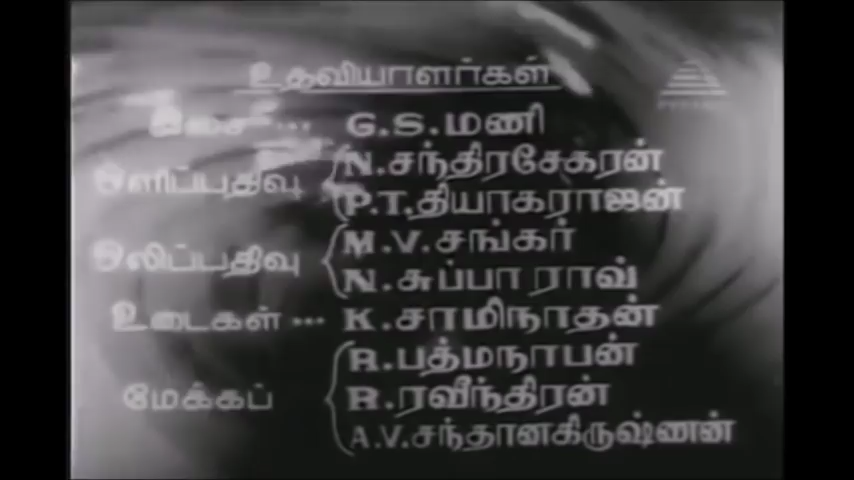 உதவியாளர்கள்
இசை ... G.S.மணி
ஒளிப்பதிவு { N.சந்திரசேகரன்
P.T.தியாகராஜன்
ஒலிப்பதிவு { M.V.சங்கர்
N.சுப்பாராவ்
உடைகள் ... K.சாமிநாதன்
மேக்கப் { R.பத்மநாபன்
R.ரவீந்திரன்
A.V.சந்தானகிருஷ்ணன்